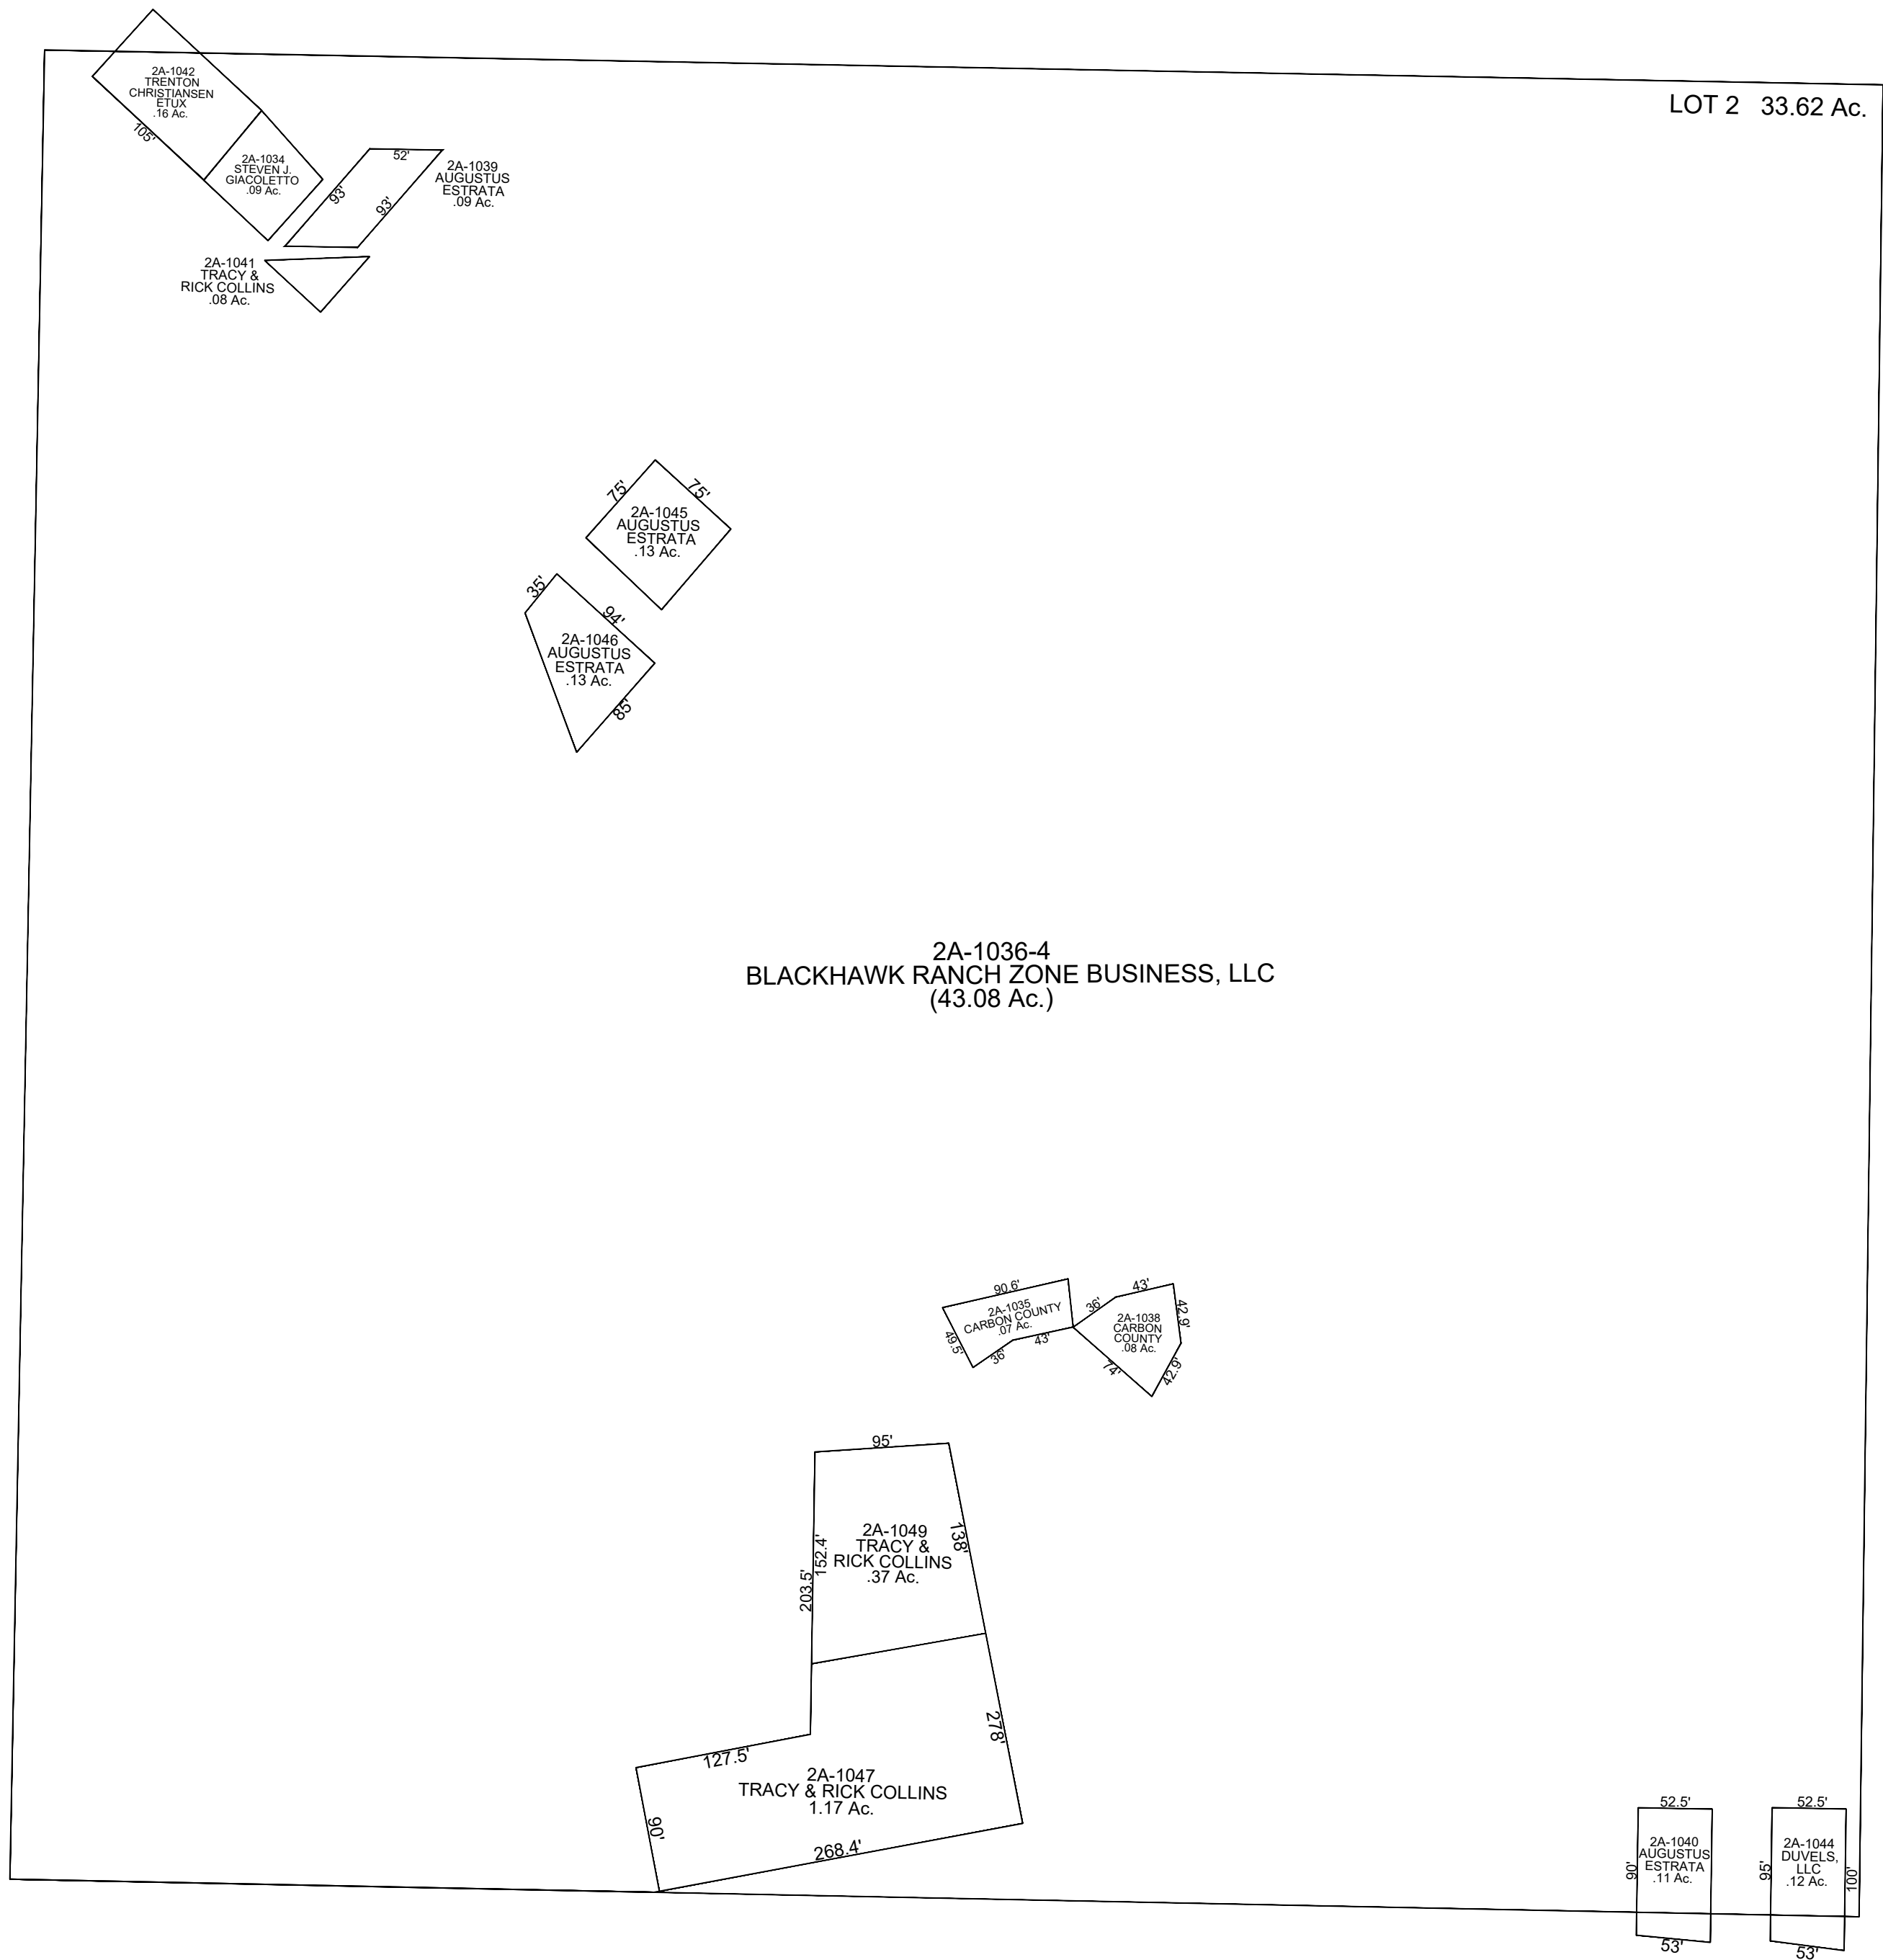 2A-1042
TRENTON
CHRISTIANSEN
ETUX
.16 Ac.
105'
LOT 2   33.62 Ac.
2A-1034
STEVEN J.
GIACOLETTO
.09 Ac.
52'
93'
93'
2A-1039
AUGUSTUS
ESTRATA
.09 Ac.
2A-1041
TRACY &
RICK COLLINS
.08 Ac.
75'
75'
2A-1045
AUGUSTUS
ESTRATA
.13 Ac.
35'
94'
2A-1046
AUGUSTUS
ESTRATA
.13 Ac.
85'
2A-1036-4
BLACKHAWK RANCH ZONE BUSINESS, LLC
(43.08 Ac.)
90.6'
2A-1035
CARBON COUNTY
.07 Ac.
49.5'
36'
43'
36'
43'
42.9'
2A-1038
CARBON
COUNTY
.08 Ac.
74'
42.9'
95'
2A-1049
TRACY &
RICK COLLINS
.37 Ac.
138'
152.4'
203.5'
278'
127.5'
2A-1047
TRACY & RICK COLLINS
1.17 Ac.
90'
268.4'
52.5'
2A-1040
AUGUSTUS
ESTRATA
.11 Ac.
90'
53'
52.5'
2A-1044
DUVELS,
LLC
.12 Ac.
95'
100'
53'